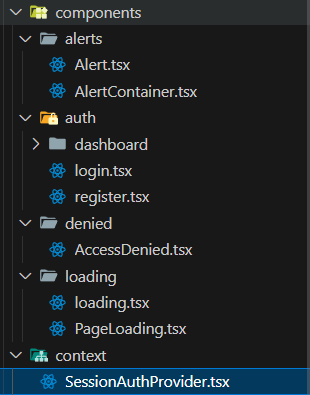 components
alerts
Alert.tsx
AlertContainer.tsx
auth
dashboard
login.tsx
register.tsx
denied
AccessDenied.tsx
loading
loading.tsx
PageLoading.tsx
context
SessionAuthProvider.tsx